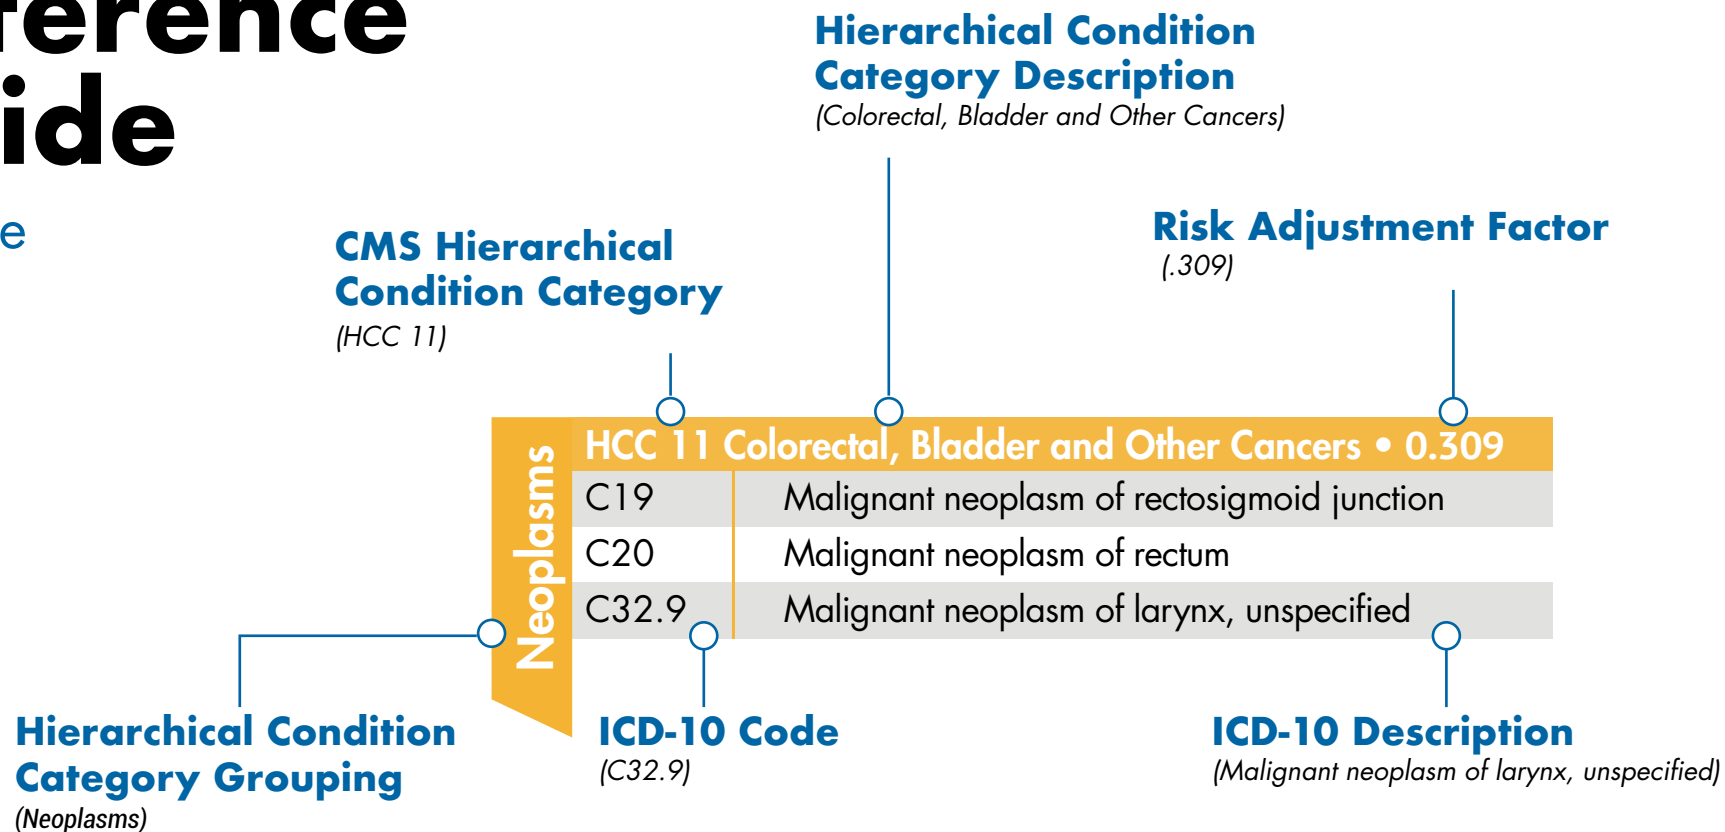 ference
ide
e
Hierarchical Condition
Category Description
(Colorectal, Bladder and Other Cancers)
CMS Hierarchical
Condition Category
(HCC 11)
Risk Adjustment Factor
(.309)
Neoplasms
HCC 11 Colorectal, Bladder and Other Cancers • 0.309
C19 Malignant neoplasm of rectosigmoid junction
C20 Malignant neoplasm of rectum
C32.9 Malignant neoplasm of larynx, unspecified
Hierarchical Condition
Category Grouping
(Neoplasms)
ICD-10 Code
(C32.9)
ICD-10 Description
(Malignant neoplasm of larynx, unspecified)